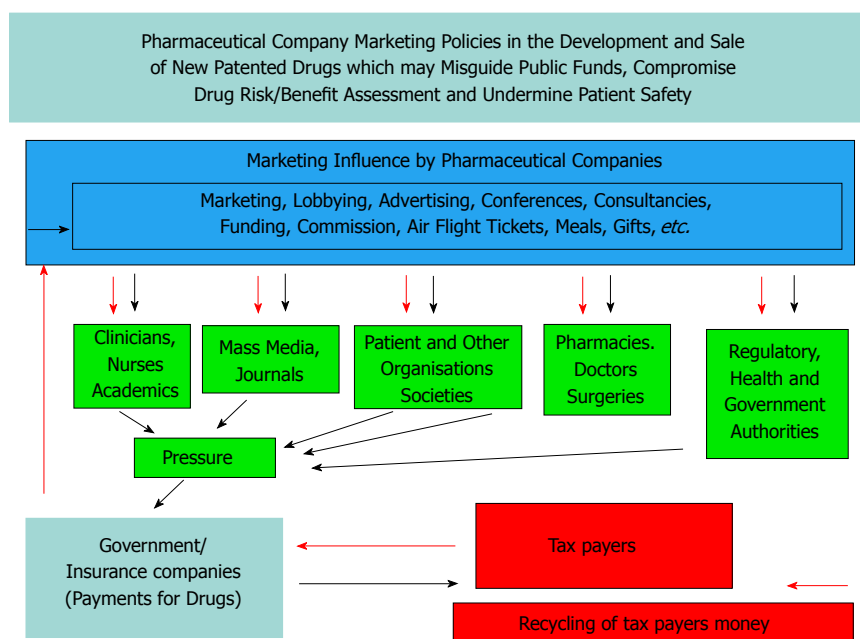 Pharmaceutical Company Marketing Policies in the Development and Sale
of New Patented Drugs which may Misguide Public Funds, Compromise
Drug Risk/Benefit Assessment and Undermine Patient Safety
Marketing Influence by Pharmaceutical Companies
Marketing, Lobbying, Advertising, Conferences, Consultancies,
Funding, Commission, Air Flight Tickets, Meals, Gifts, etc.
Clinicians,
Nurses
Academics
Mass Media,
Journals
Patient and Other
Organisations
Societies
Pharmacies.
Doctors
Surgeries
Regulatory,
Health and
Government
Authorities
Pressure
Government/
Insurance companies
(Payments for Drugs)
Tax payers
Recycling of tax payers money